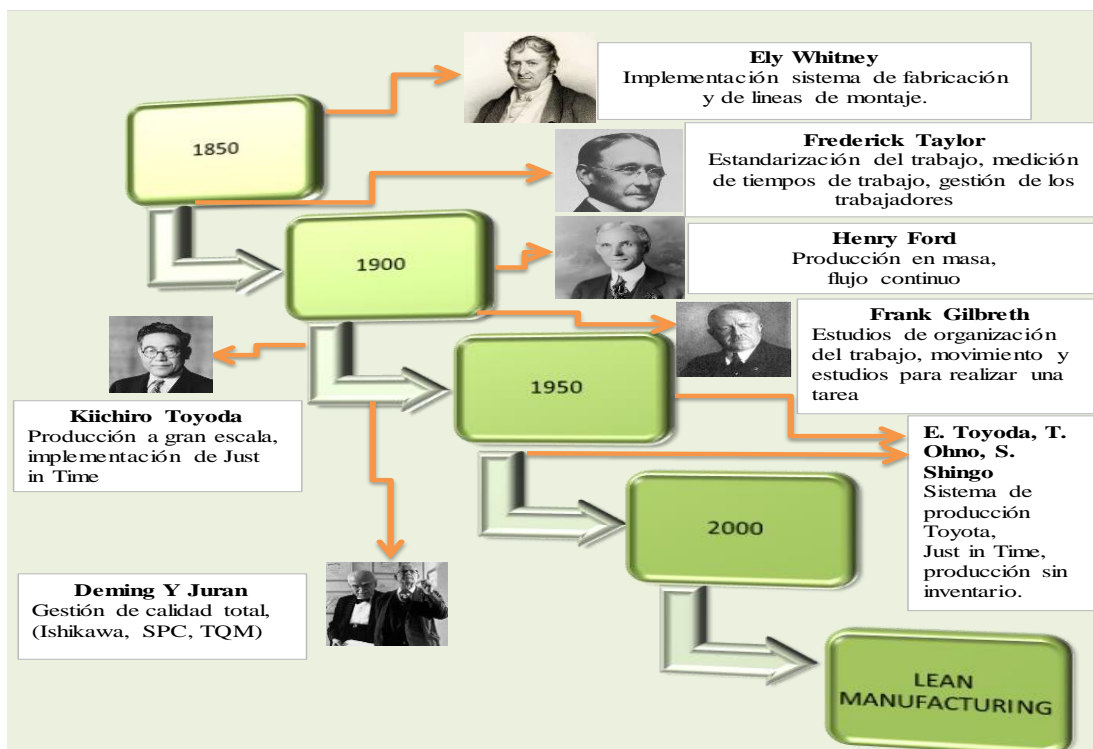 Ely Whitney
Implementación sistema de fabricación
y de lineas de montaje.
1850
Frederick Taylor
Estandarización del trabajo, medición
de tiempos de trabajo, gestión de los
trabajadores
1900
Henry Ford
Producción en masa,
flujo continuo
Frank Gilbreth
Estudios de organización
del trabajo, movimiento y
estudios para realizar una
tarea
1950
Kiichiro Toyoda
Producción a gran escala,
implementación de Just
in Time
E. Toyoda, T.
Ohno, S.
Shingo
Sistema de
producción
Toyota,
Just in Time,
producción sin
inventario.
2000
Deming Y Juran
Gestión de calidad total,
(Ishikawa, SPC, TQM)
LEAN
MANUFACTURING